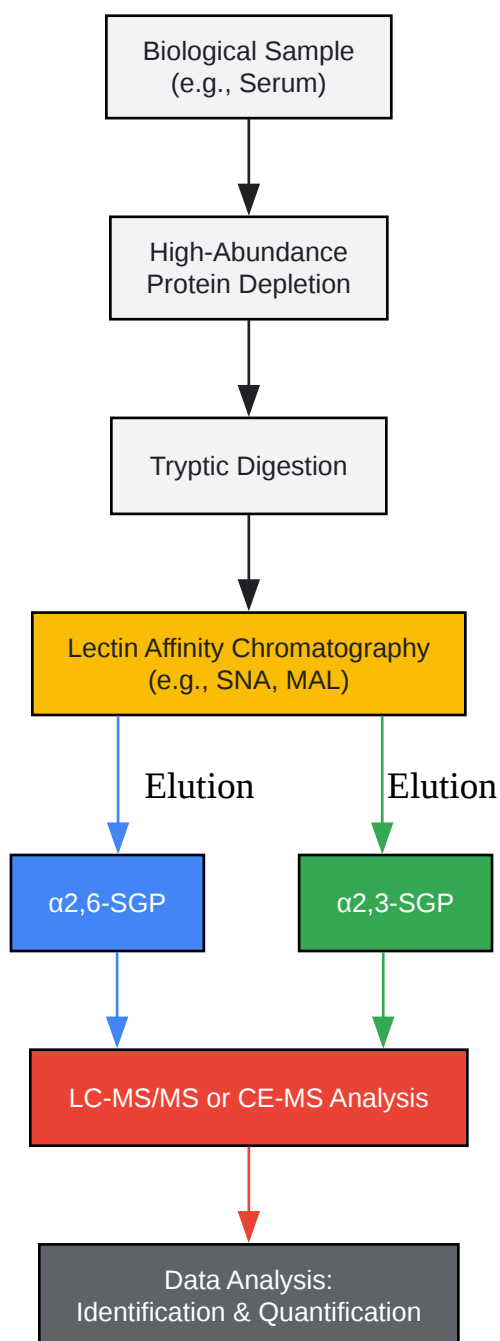 Biological Sample
(e.g., Serum)
High-Abundance
Protein Depletion
Tryptic Digestion
Lectin Affinity Chromatography
(e.g., SNA, MAL)
Elution
Elution
α2,6-SGP
α2,3-SGP
LC-MS/MS or CE-MS Analysis
Data Analysis:
Identification & Quantification